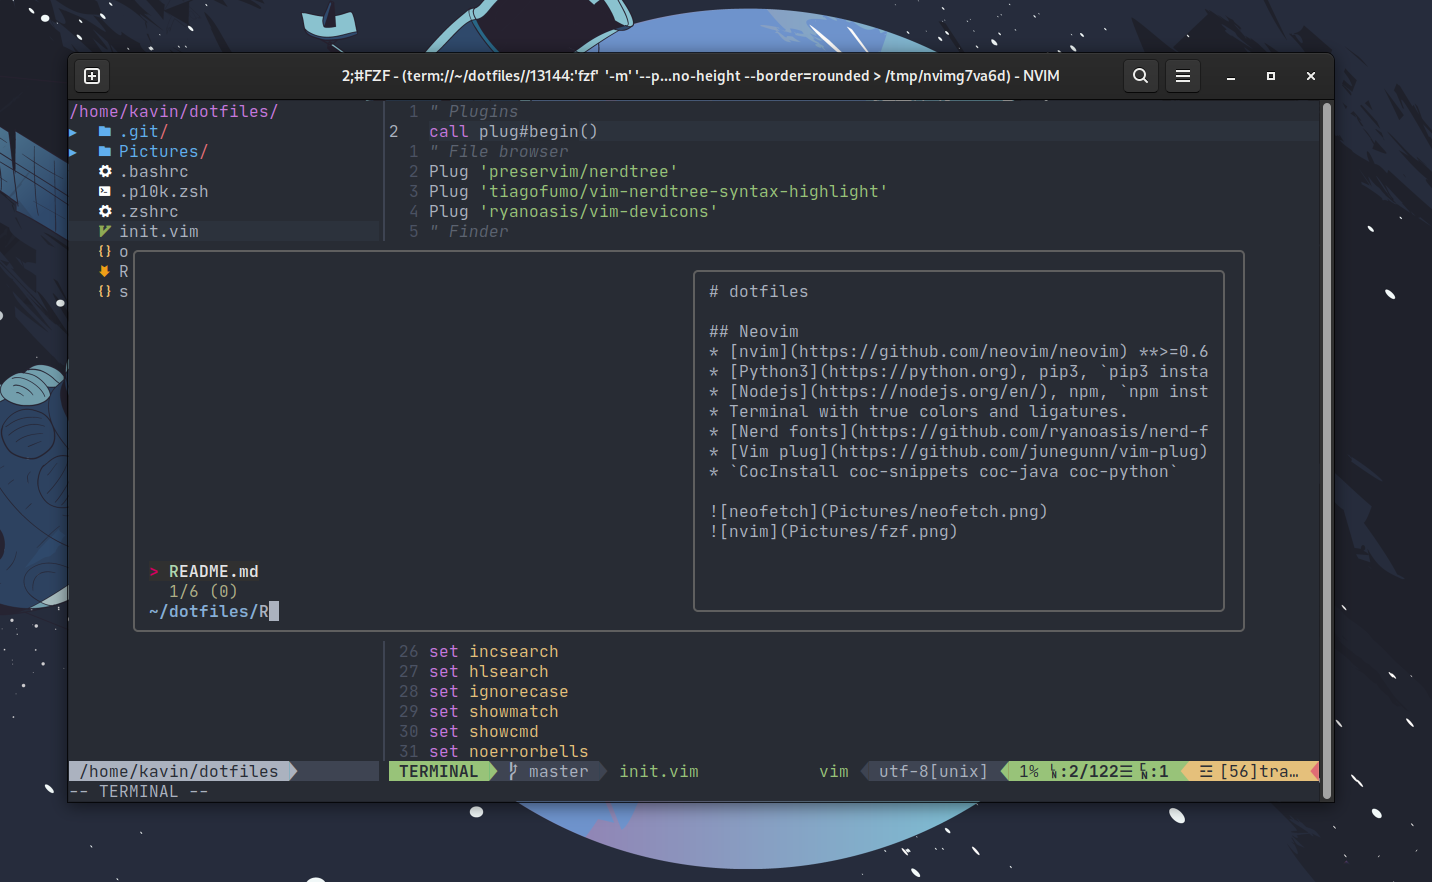 2;#FZF - (term://~/dotfiles//13144:'fzf' '-m' '--p...no-height --border=rounded > /tmp/nvimg7va6d) - NVIM
/home/kavin/dotfiles/
.git/
Pictures/
.bashrc
.p10k.zsh
.zshrc
init.vim
o
R
s
1 " Plugins
2 call plug#begin()
1 " File browser
2 Plug 'preservim/nerdtree'
3 Plug 'tiagofumo/vim-nerdtree-syntax-highlight'
4 Plug 'ryanoasis/vim-devicons'
5 " Finder
# dotfiles
## Neovim
* [nvim](https://github.com/neovim/neovim) **>=0.6
* [Python3](https://python.org), pip3, `pip3 insta
* [Nodejs](https://nodejs.org/en/), npm, `npm inst
* Terminal with true colors and ligatures.
* [Nerd fonts](https://github.com/ryanoasis/nerd-f
* [Vim plug](https://github.com/junegunn/vim-plug)
* `CocInstall coc-snippets coc-java coc-python`
![neofetch](Pictures/neofetch.png)
![nvim](Pictures/fzf.png)
> README.md
1/6 (0)
~/dotfiles/R
26 set incsearch
27 set hlsearch
28 set ignorecase
29 set showmatch
30 set showcmd
31 set noerrorbells
/home/kavin/dotfiles
TERMINAL master init.vim vim utf-8[unix] 1% :2/122☰ :1 ☲ [56]tra…
-- TERMINAL --